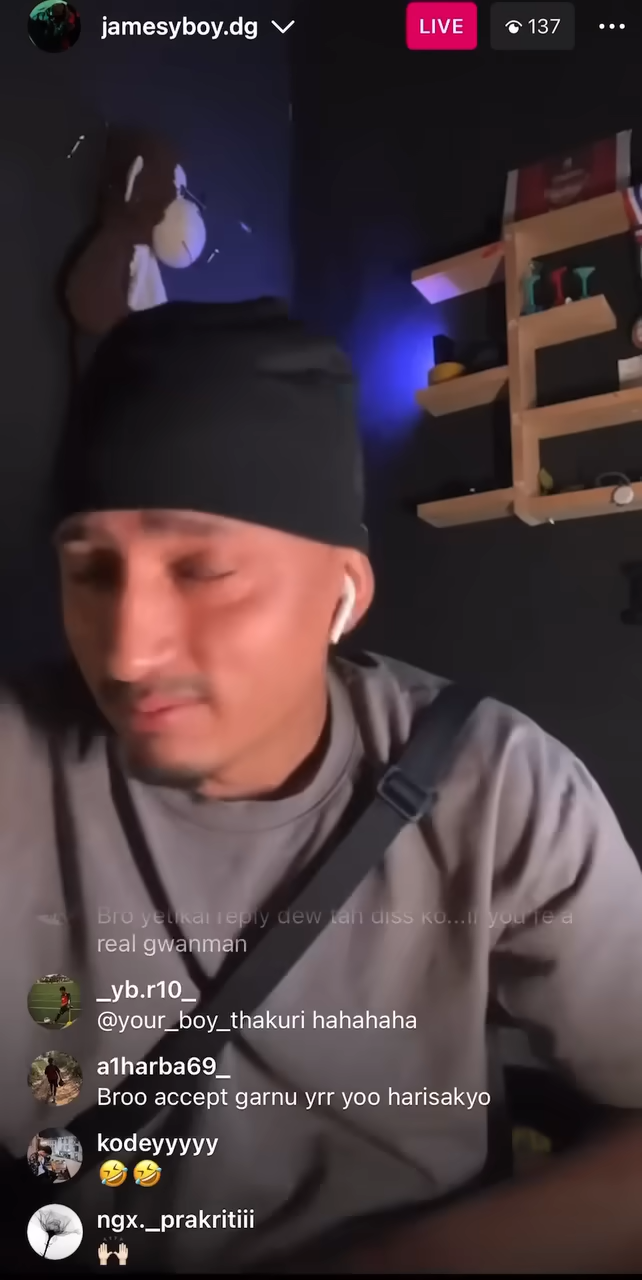 jamesyboy.dg
LIVE
137
Bro yetikai reply dew tah diss ko...if you're a
real gwanman
_yb.r10_
@your_boy_thakuri hahahaha
a1harba69_
Broo accept garnu yrr yoo harisakyo
kodeyyyyy
🤣🤣
ngx._prakritiii
🙌🏻